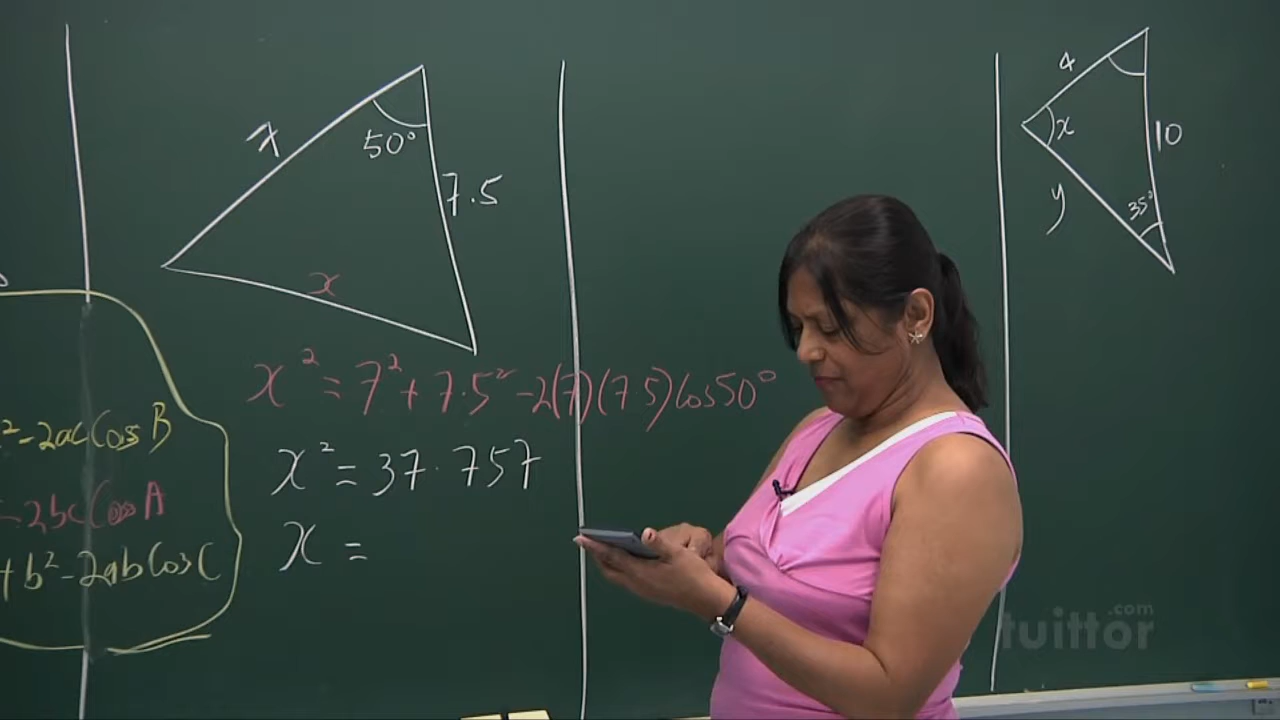 7
50°
7.5
x
x² = 7² + 7.5² - 2(7)(7.5)cos50°
x² = 37.757
x =
² - 2ac Cos B
- 2bc Cos A
+ b² - 2ab Cos C
4
x
10
y
35°
tuittor.com